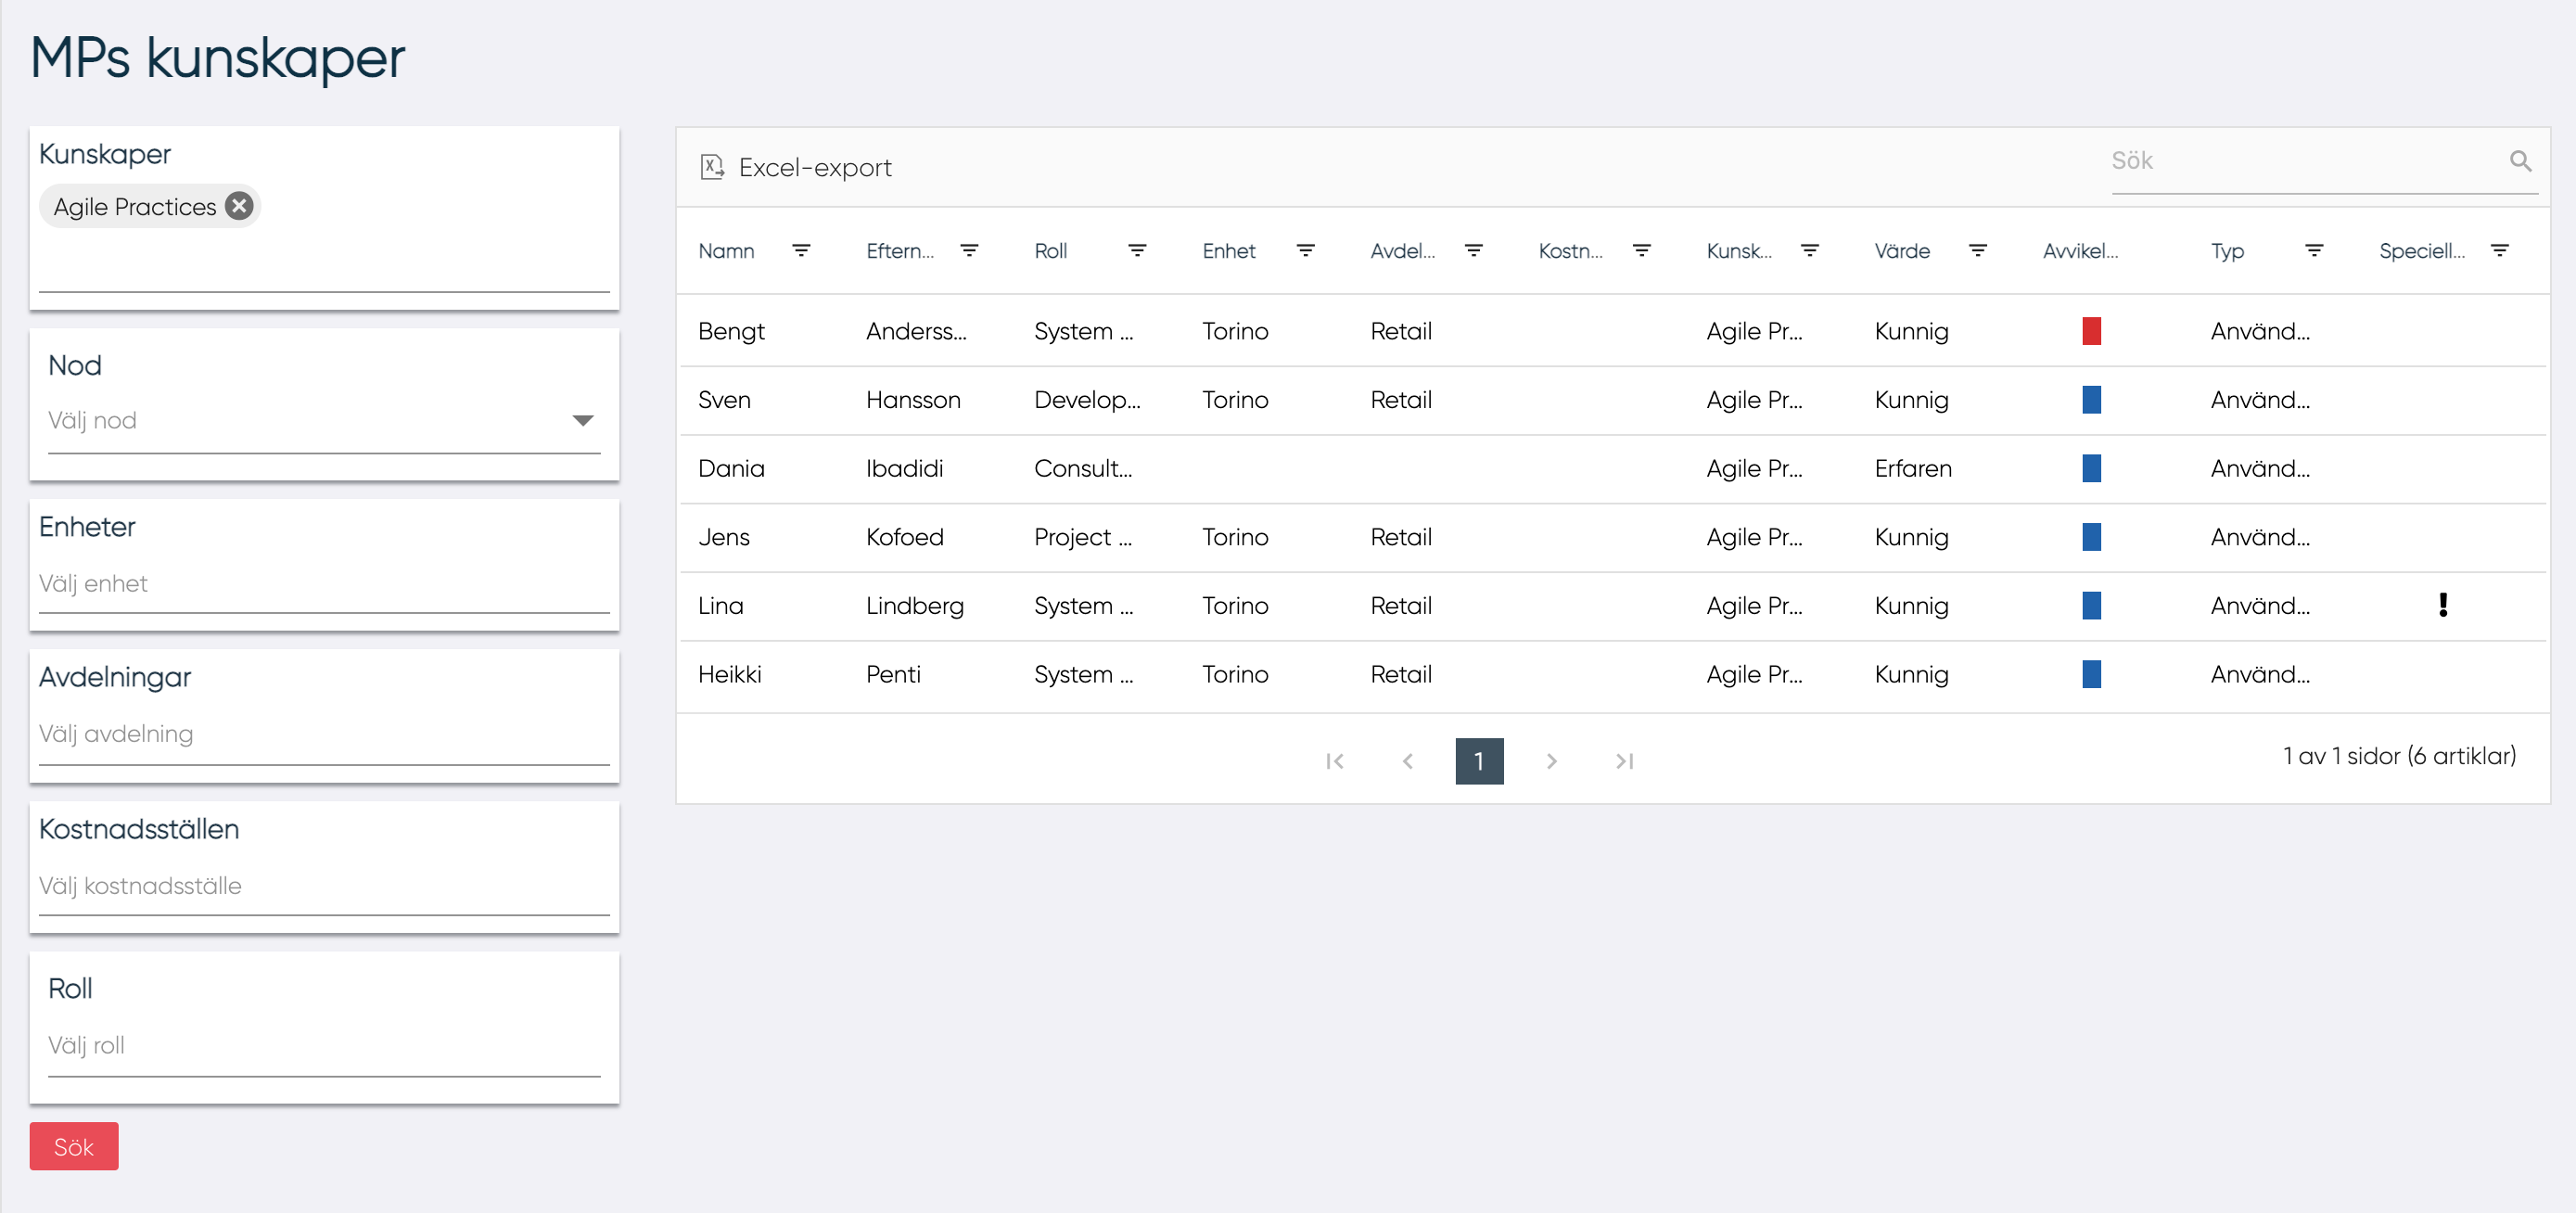 MPs kunskaper
Kunskaper
Agile Practices
Nod
Välj nod
Enheter
Välj enhet
Avdelningar
Välj avdelning
Kostnadsställen
Välj kostnadsställe
Roll
Välj roll
Sök
Excel-export
Sök
Namn Eftern... Roll Enhet Avdel... Kostn... Kunsk... Värde Avvikel... Typ Speciell...
Bengt Anderss... System ... Torino Retail Agile Pr... Kunnig Använd...
Sven Hansson Develop... Torino Retail Agile Pr... Kunnig Använd...
Dania Ibadidi Consult... Agile Pr... Erfaren Använd...
Jens Kofoed Project ... Torino Retail Agile Pr... Kunnig Använd...
Lina Lindberg System ... Torino Retail Agile Pr... Kunnig Använd... !
Heikki Penti System ... Torino Retail Agile Pr... Kunnig Använd...
1
1 av 1 sidor (6 artiklar)